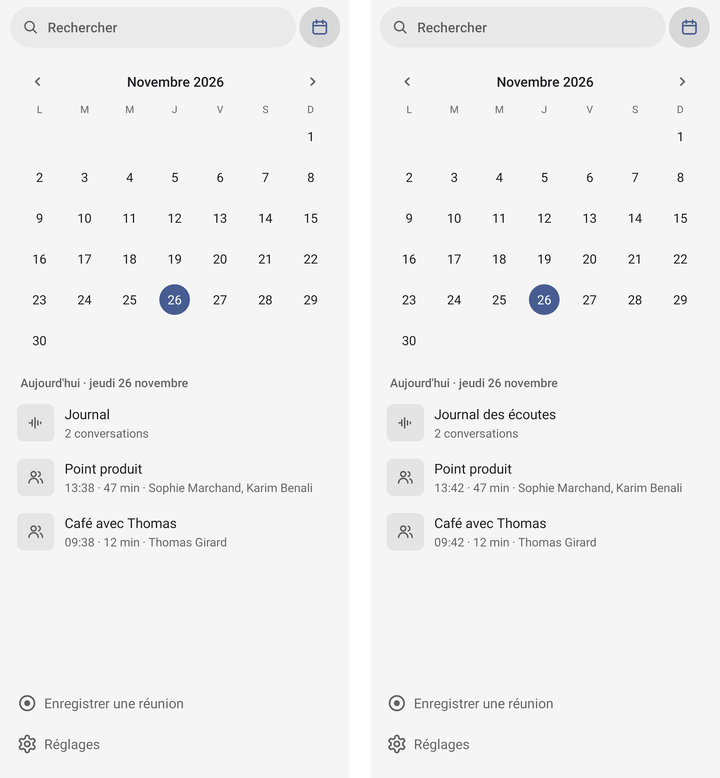 Rechercher
Novembre 2026
L M M J V S D
1
2 3 4 5 6 7 8
9 10 11 12 13 14 15
16 17 18 19 20 21 22
23 24 25 26 27 28 29
30
Aujourd'hui · jeudi 26 novembre
Journal
2 conversations
Point produit
13:38 · 47 min · Sophie Marchand, Karim Benali
Café avec Thomas
09:38 · 12 min · Thomas Girard
Enregistrer une réunion
Réglages
Rechercher
Novembre 2026
L M M J V S D
1
2 3 4 5 6 7 8
9 10 11 12 13 14 15
16 17 18 19 20 21 22
23 24 25 26 27 28 29
30
Aujourd'hui · jeudi 26 novembre
Journal des écoutes
2 conversations
Point produit
13:42 · 47 min · Sophie Marchand, Karim Benali
Café avec Thomas
09:42 · 12 min · Thomas Girard
Enregistrer une réunion
Réglages